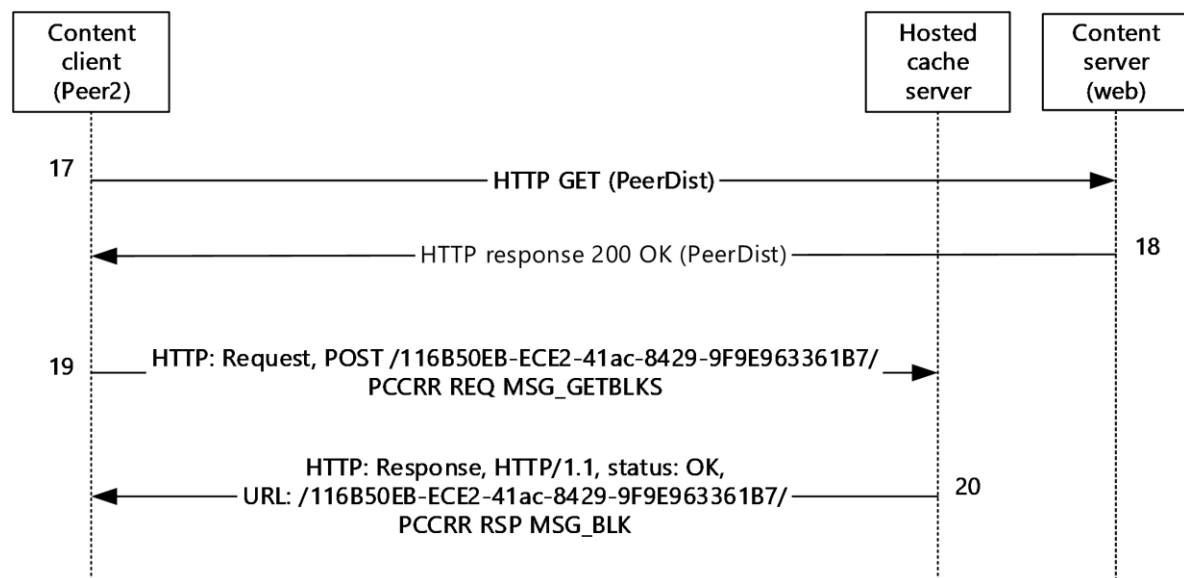 Content
client
(Peer2)
Hosted
cache
server
Content
server
(web)
17
HTTP GET (PeerDist)
HTTP response 200 OK (PeerDist)
18
19
HTTP: Request, POST /116B50EB-ECE2-41ac-8429-9F9E963361B7/
PCCRR REQ MSG_GETBLKS
HTTP: Response, HTTP/1.1, status: OK,
URL: /116B50EB-ECE2-41ac-8429-9F9E963361B7/
PCCRR RSP MSG_BLK
20